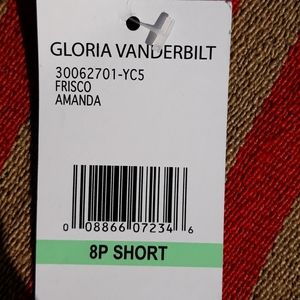 GLORIA VANDERBILT
30062701-YC5
FRISCO
AMANDA
0 08866 07234 6
8P SHORT